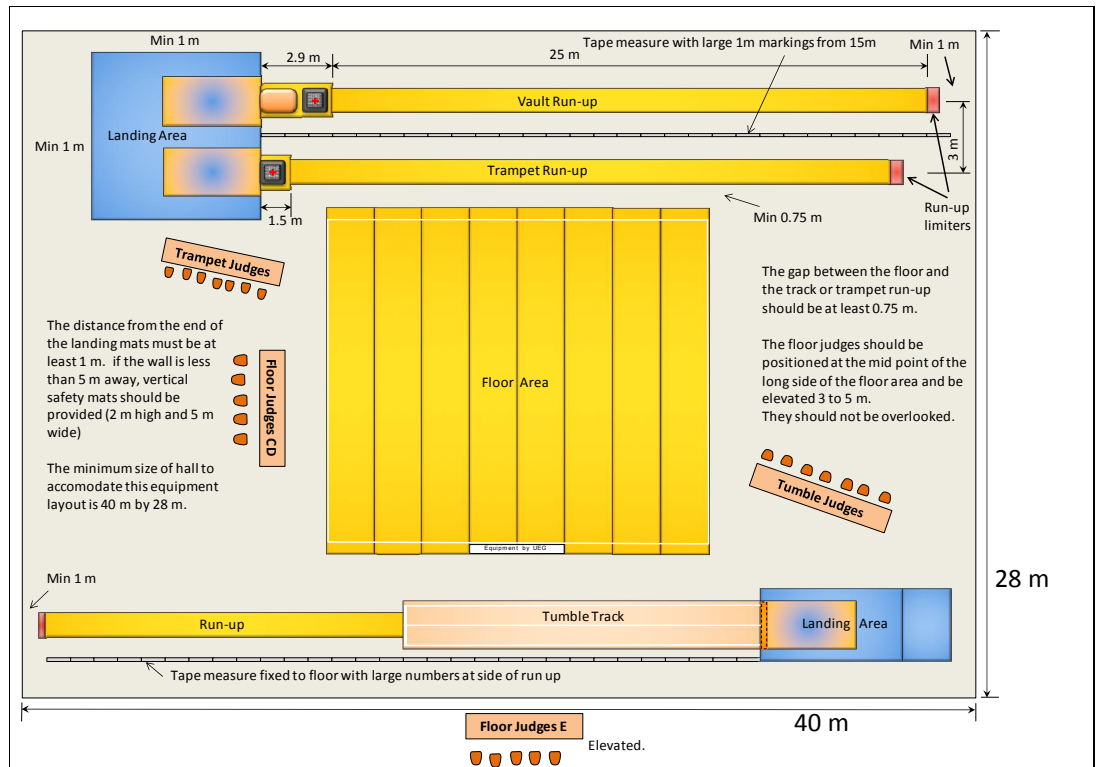 Min 1 m
2.9 m
25 m
Tape measure with large 1m markings from 15m
Min 1 m
Vault Run-up
Landing Area
Min 1 m
3 m
Trampet Run-up
1.5 m
Min 0.75 m
Run-up
limiters
Trampet Judges
The gap between the floor and
the track or trampet run-up
should be at least 0.75 m.
The distance from the end of
the landing mats must be at
least 1 m. if the wall is less
than 5 m away, vertical
safety mats should be
provided (2 m high and 5 m
wide)
Floor Judges CD
Floor Area
The floor judges should be
positioned at the mid point of the
long side of the floor area and be
elevated 3 to 5 m.
They should not be overlooked.
The minimum size of hall to
accomodate this equipment
layout is 40 m by 28 m.
Tumble Judges
Equipment by UEG
Min 1 m
28 m
Run-up
Tumble Track
Landing Area
Tape measure fixed to floor with large numbers at side of run up
40 m
Floor Judges E
Elevated.